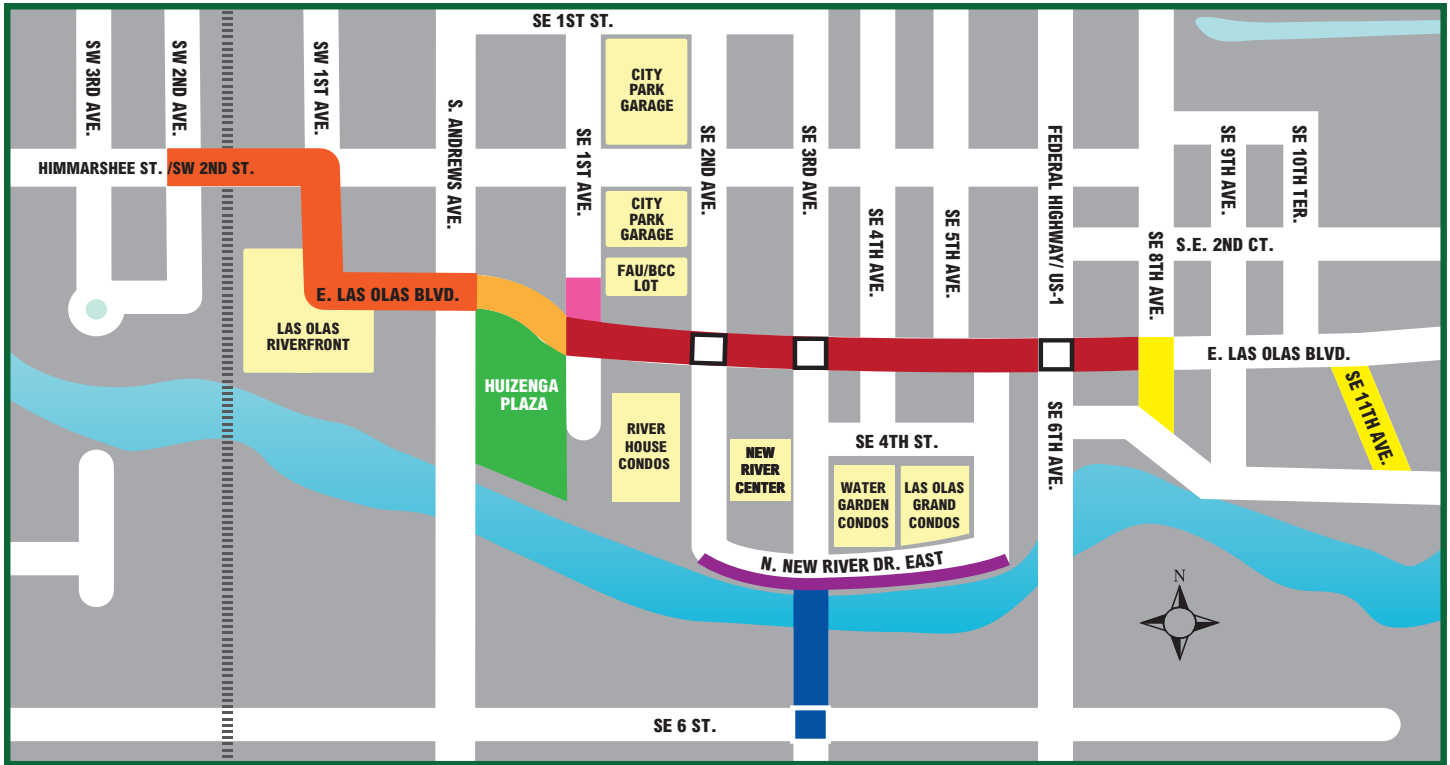 SE 1ST ST.
SW 3RD AVE.
SW 2ND AVE.
SW 1ST AVE.
S. ANDREWS AVE.
SE 1ST AVE.
CITY
PARK
GARAGE
SE 2ND AVE.
SE 3RD AVE.
FEDERAL HIGHWAY/ US-1
SE 9TH AVE.
SE 10TH TER.
HIMMARSHEE ST. /SW 2ND ST.
CITY
PARK
GARAGE
SE 4TH AVE.
SE 5TH AVE.
SE 8TH AVE.
S.E. 2ND CT.
FAU/BCC
LOT
E. LAS OLAS BLVD.
LAS OLAS
RIVERFRONT
E. LAS OLAS BLVD.
HUIZENGA
PLAZA
SE 11TH AVE.
RIVER
HOUSE
CONDOS
NEW
RIVER
CENTER
SE 4TH ST.
SE 6TH AVE.
WATER
GARDEN
CONDOS
LAS OLAS
GRAND
CONDOS
N. NEW RIVER DR. EAST
N
SE 6 ST.